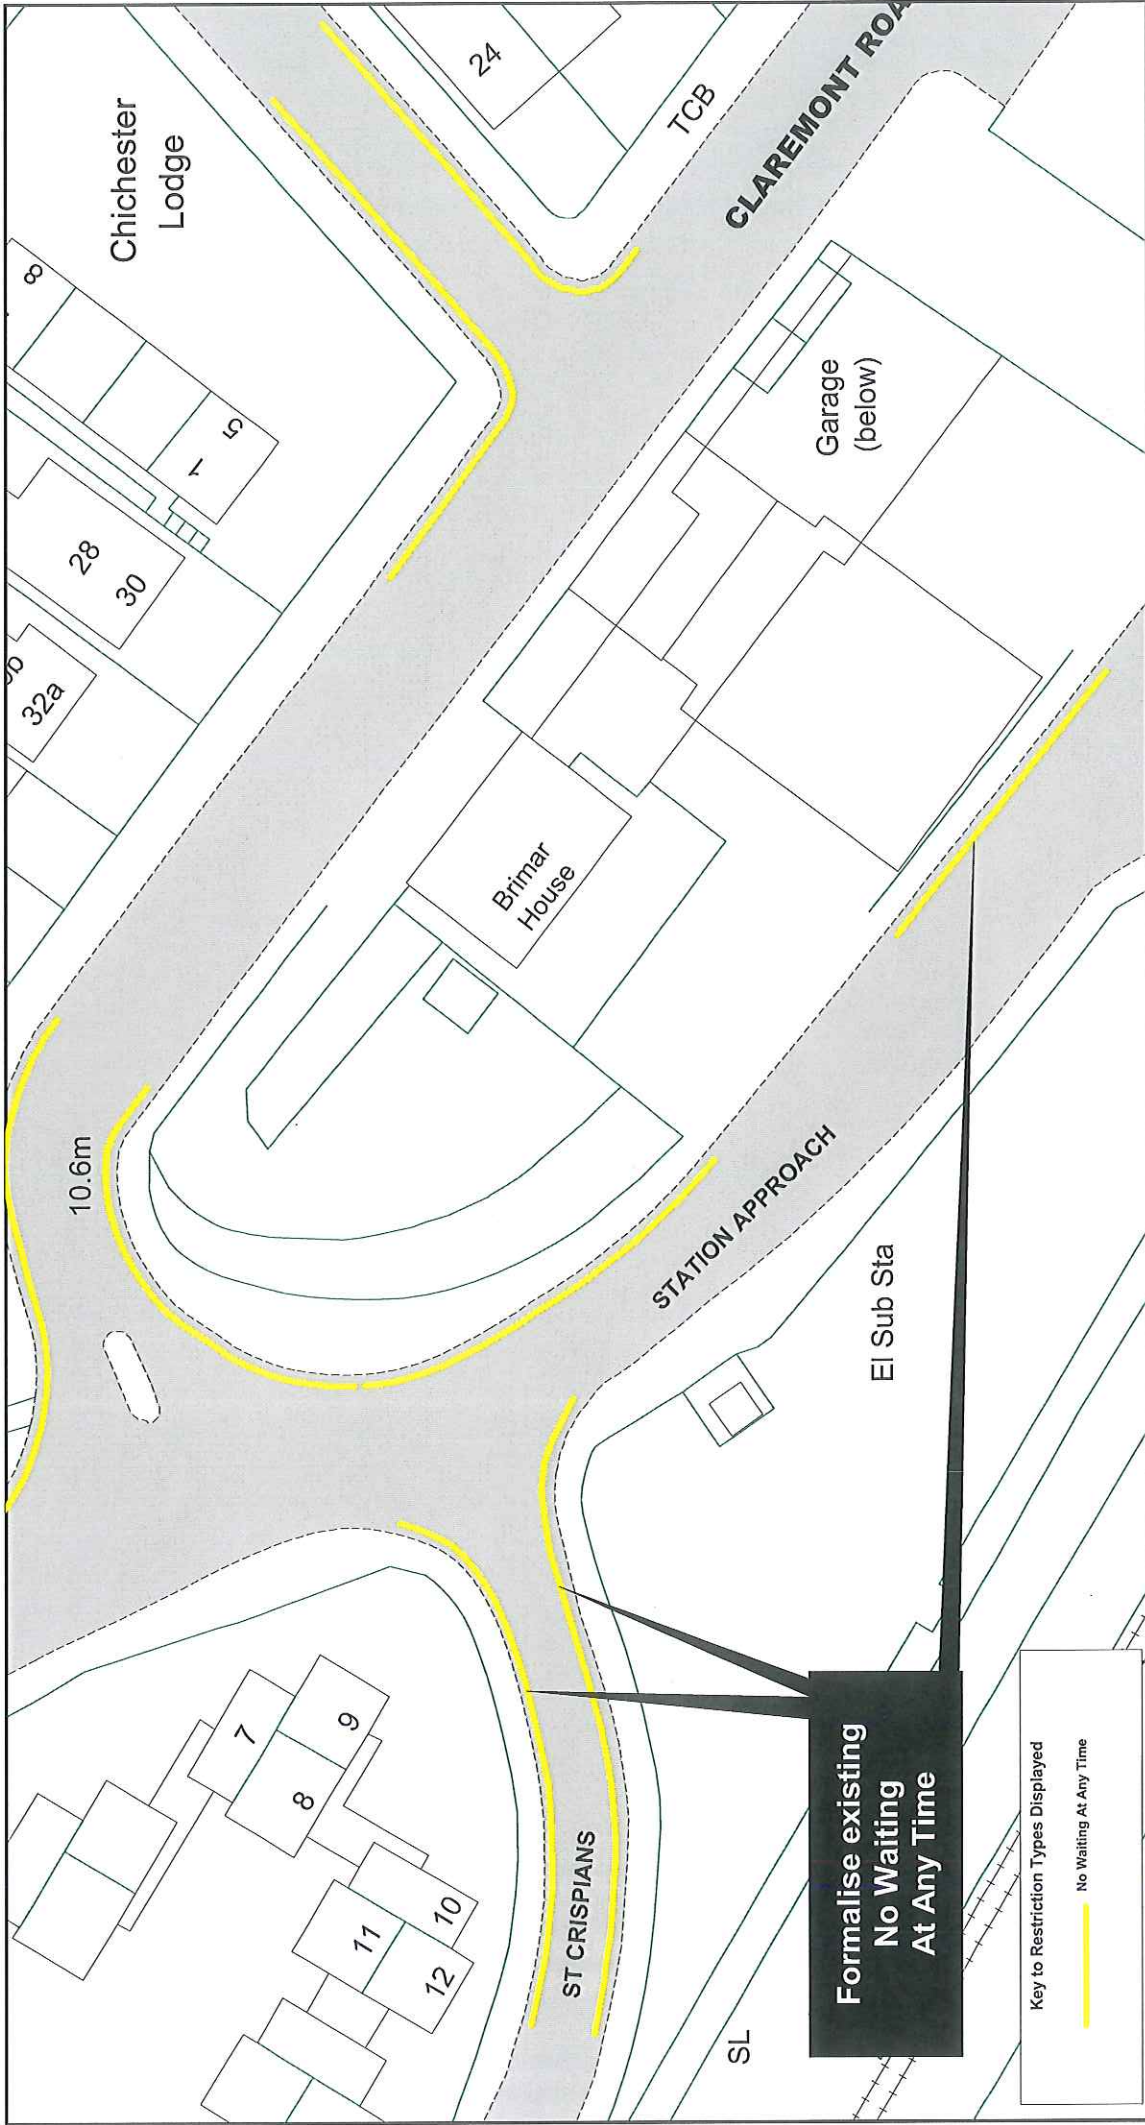 10.6m
32a
28
30
1
5
8
Chichester
Lodge
7
8
9
11
10
12
24
TCB
CLAREMONT ROA
Brimar
House
Garage
(below)
ST CRISPIANS
STATION APPROACH
El Sub Sta
SL
Formalise existing
No Waiting
At Any Time
Key to Restriction Types Displayed
No Waiting At Any Time